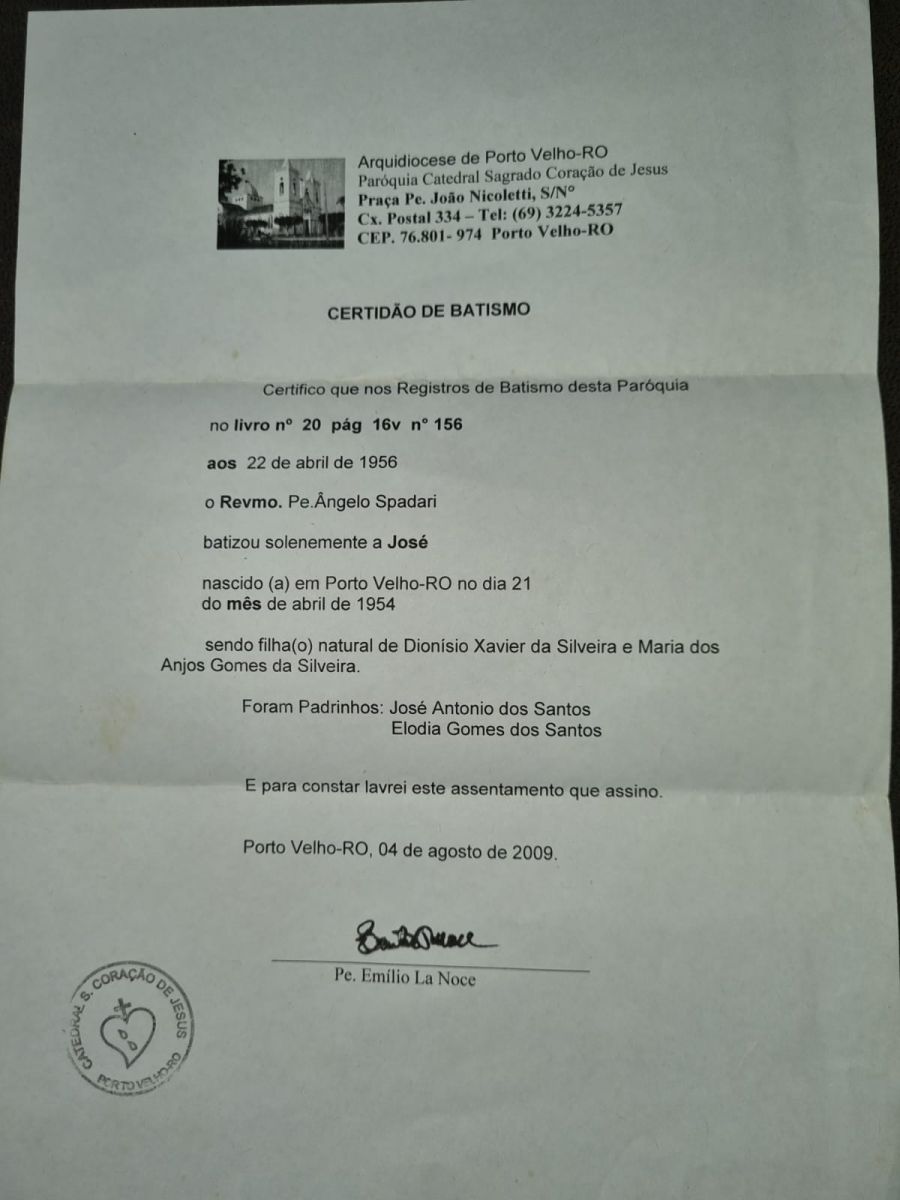 Arquidiocese de Porto Velho-RO
Paróquia Catedral Sagrado Coração de Jesus
Praça Pe. João Nicoletti, S/Nº
Cx. Postal 334 – Tel: (69) 3224-5357
CEP. 76.801- 974 Porto Velho-RO
CERTIDÃO DE BATISMO
Certifico que nos Registros de Batismo desta Paróquia
no livro nº 20 pág 16v nº 156
aos 22 de abril de 1956
o Revmo. Pe.Ângelo Spadari
batizou solenemente a José
nascido (a) em Porto Velho-RO no dia 21
do mês de abril de 1954
sendo filha(o) natural de Dionísio Xavier da Silveira e Maria dos
Anjos Gomes da Silveira.
Foram Padrinhos: José Antonio dos Santos
Elodia Gomes dos Santos
E para constar lavrei este assentamento que assino.
Porto Velho-RO, 04 de agosto de 2009.
Pe. Emílio La Noce
CATEDRAL S. CORAÇÃO DE JESUS
PORTO VELHO-RO